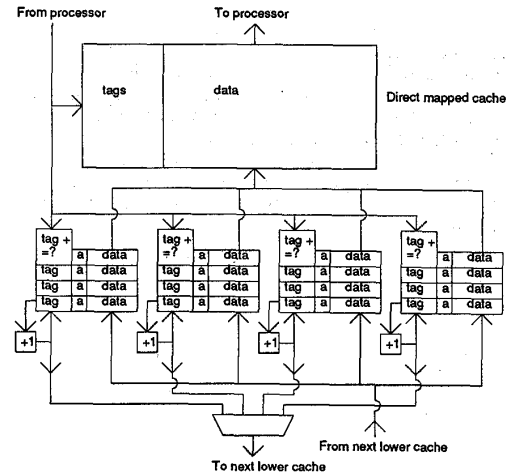 From processor
To processor
tags
data
Direct mapped cache
tag + =? a data
tag a data
tag a data
tag a data
+1
tag + =? a data
tag a data
tag a data
tag a data
+1
tag + =? a data
tag a data
tag a data
tag a data
+1
tag + =? a data
tag a data
tag a data
tag a data
+1
From next lower cache
To next lower cache